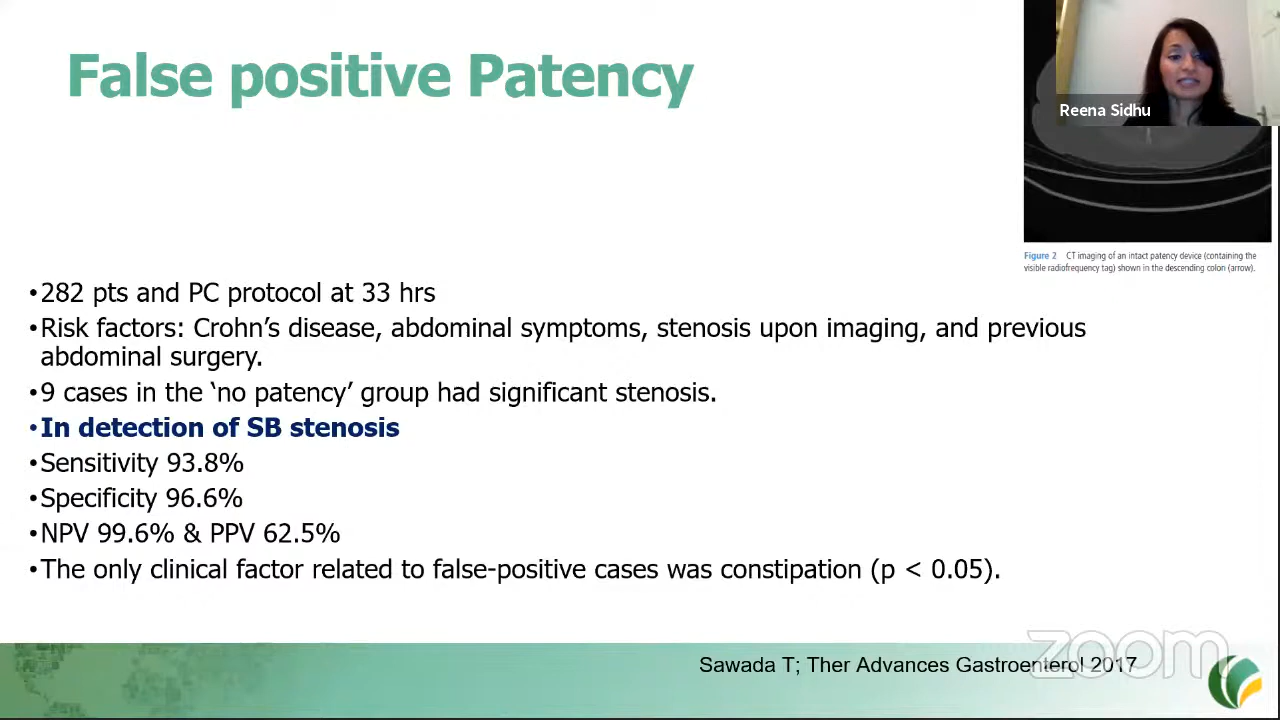 False positive Patency
Reena Sidhu
Figure 2 CT imaging of an intact patency device (containing the
visible radiofrequency tag) shown in the descending colon (arrow).
•282 pts and PC protocol at 33 hrs
•Risk factors: Crohn’s disease, abdominal symptoms, stenosis upon imaging, and previous
abdominal surgery.
•9 cases in the ‘no patency’ group had significant stenosis.
•In detection of SB stenosis
•Sensitivity 93.8%
•Specificity 96.6%
•NPV 99.6% & PPV 62.5%
•The only clinical factor related to false-positive cases was constipation (p < 0.05).
zoom
Sawada T; Ther Advances Gastroenterol 2017